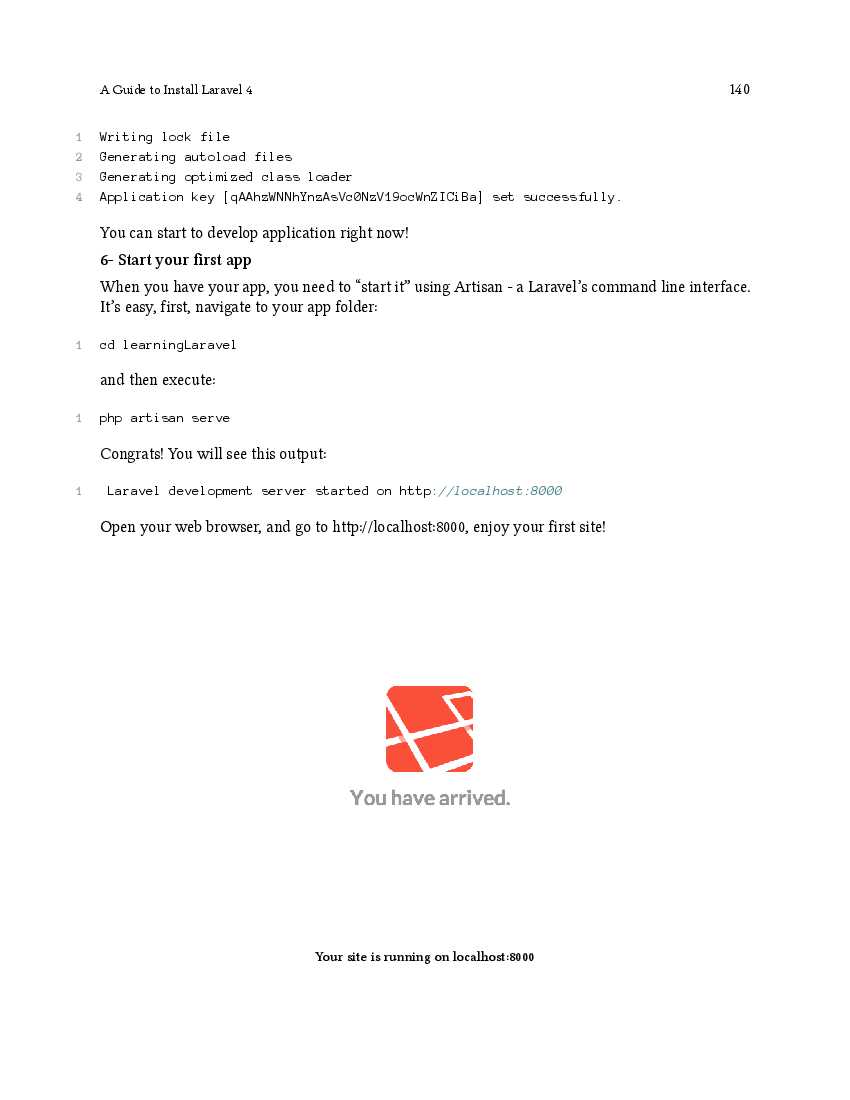 A Guide to Install Laravel 4 140
1 Writing lock file
2 Generating autoload files
3 Generating optimized class loader
4 Application key [qAAhzWNNhYnzAsVc0NzV19ocWnZICiBa] set successfully.
You can start to develop application right now!
6- Start your first app
When you have your app, you need to “start it” using Artisan - a Laravel’s command line interface.
It’s easy, first, navigate to your app folder:
1 cd learningLaravel
and then execute:
1 php artisan serve
Congrats! You will see this output:
1 Laravel development server started on http://localhost:8000
Open your web browser, and go to http://localhost:8000, enjoy your first site!
You have arrived.
Your site is running on localhost:8000